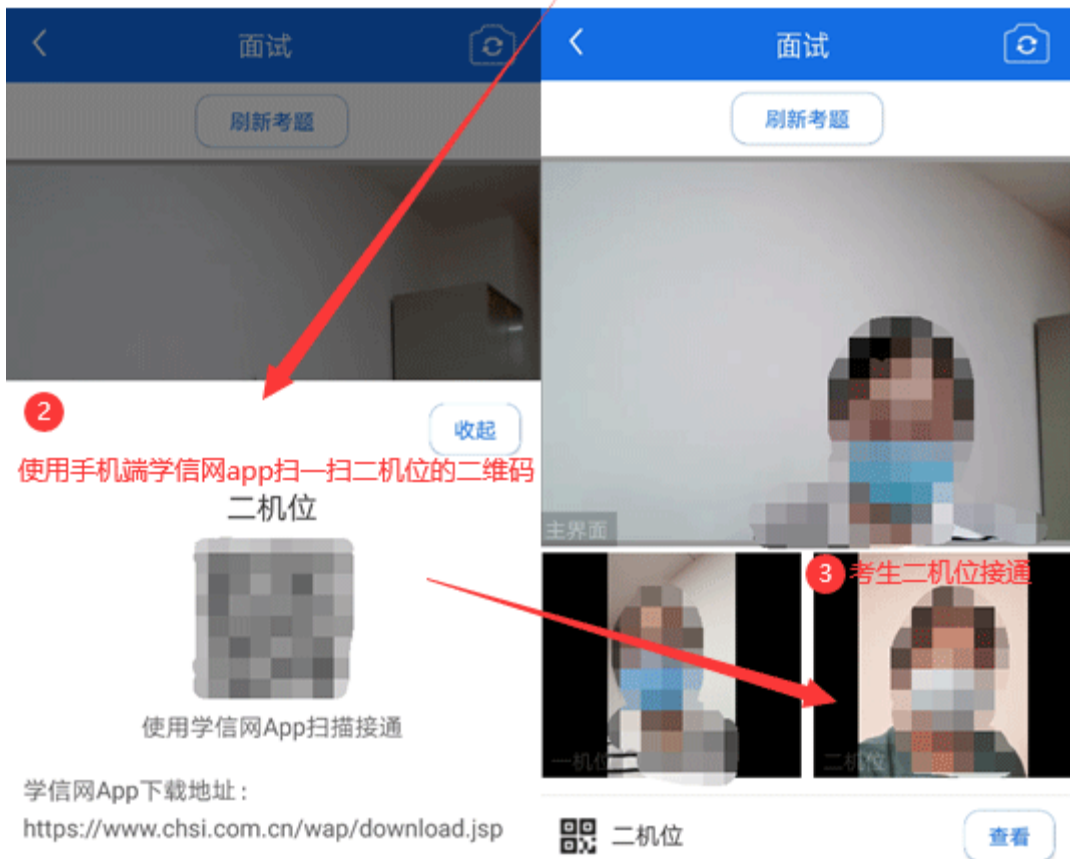 面试
刷新考题
2
收起
使用手机端学信网app扫一扫二机位的二维码
二机位
使用学信网App扫描接通
学信网App下载地址：
https://www.chsi.com.cn/wap/download.jsp
面试
刷新考题
主界面
3 考生二机位接通
一机位
二机位
二机位
查看